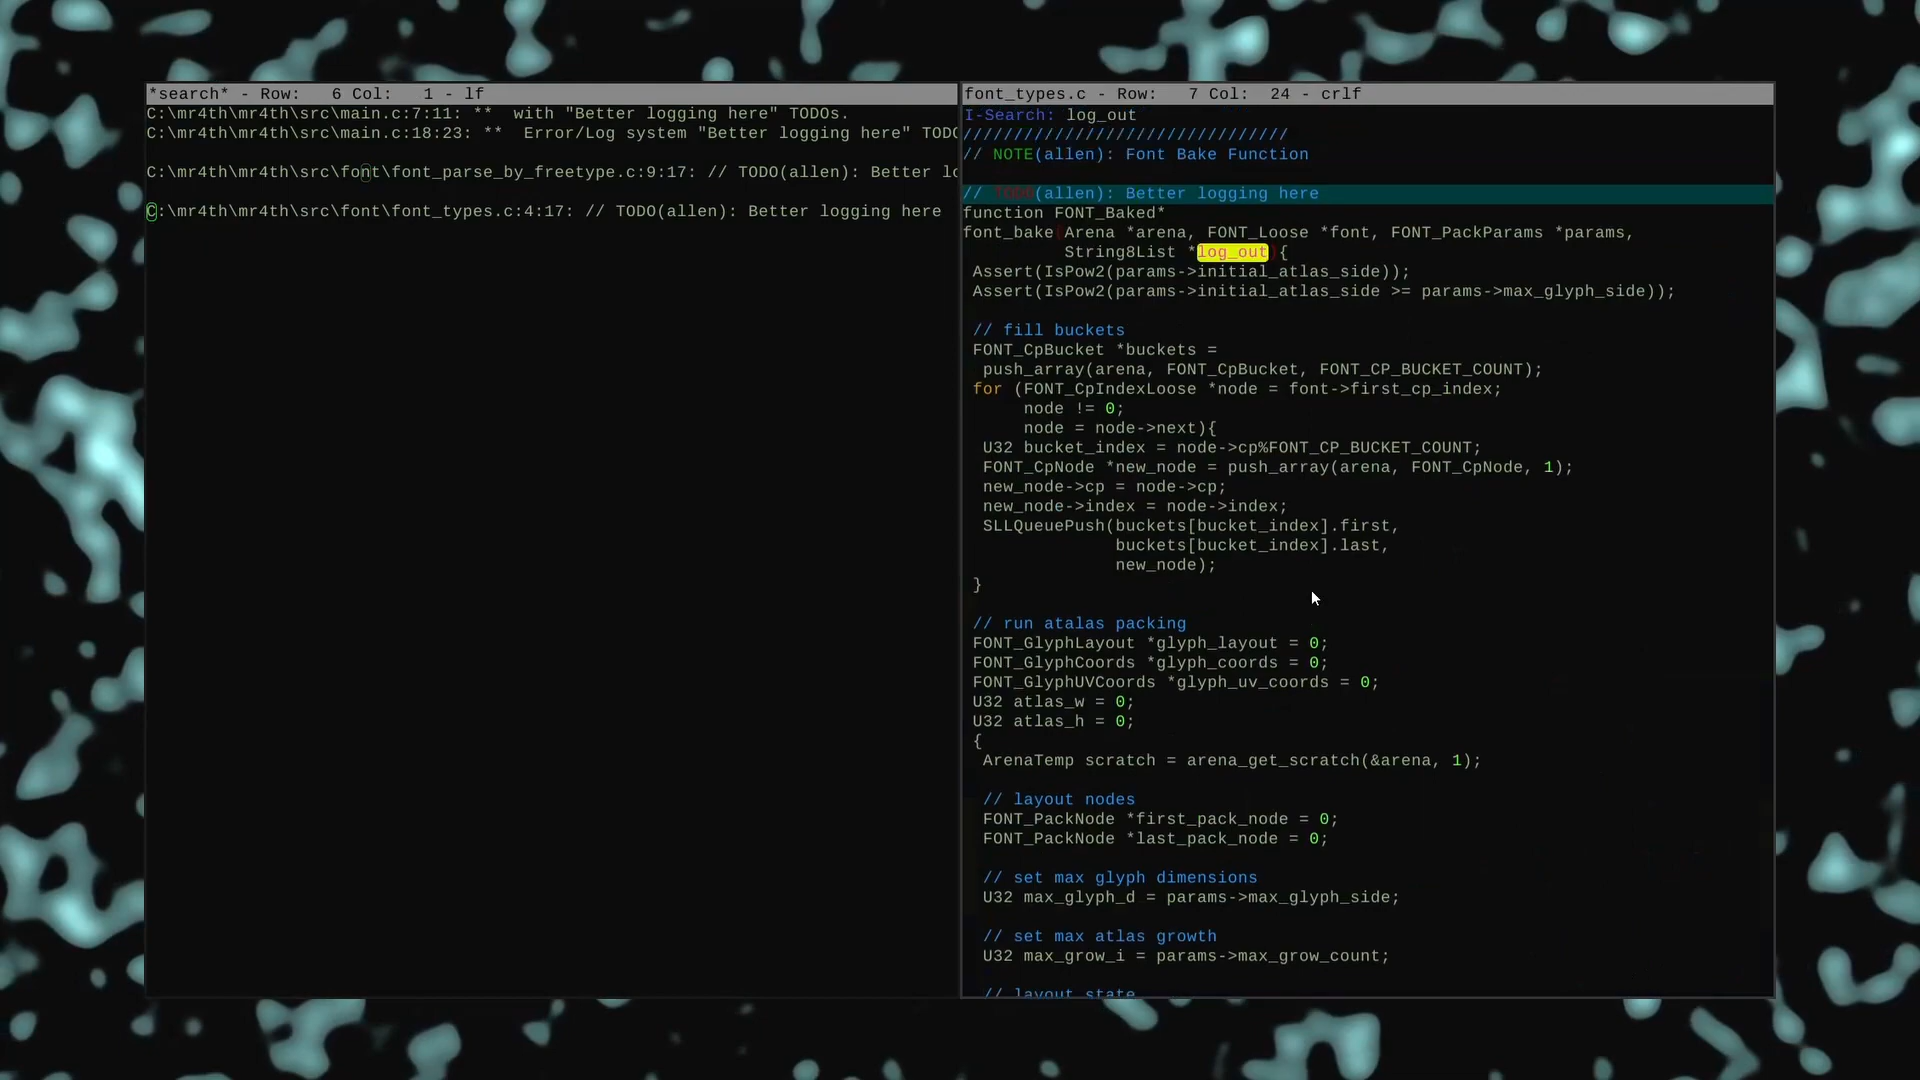 *search* - Row:   6 Col:   1 - lf
C:\mr4th\mr4th\src\main.c:7:11: **  with "Better logging here" TODOs.
C:\mr4th\mr4th\src\main.c:18:23: **  Error/Log system "Better logging here" TODO
C:\mr4th\mr4th\src\font\font_parse_by_freetype.c:9:17: // TODO(allen): Better lo
C:\mr4th\mr4th\src\font\font_types.c:4:17: // TODO(allen): Better logging here
font_types.c - Row:   7 Col:  24 - crlf
I-Search: log_out
////////////////////////////////
// NOTE(allen): Font Bake Function
// TODO(allen): Better logging here
function FONT_Baked*
font_bake(Arena *arena, FONT_Loose *font, FONT_PackParams *params,
          String8List *log_out){
 Assert(IsPow2(params->initial_atlas_side));
 Assert(IsPow2(params->initial_atlas_side >= params->max_glyph_side));
 // fill buckets
 FONT_CpBucket *buckets =
  push_array(arena, FONT_CpBucket, FONT_CP_BUCKET_COUNT);
 for (FONT_CpIndexLoose *node = font->first_cp_index;
      node != 0;
      node = node->next){
  U32 bucket_index = node->cp%FONT_CP_BUCKET_COUNT;
  FONT_CpNode *new_node = push_array(arena, FONT_CpNode, 1);
  new_node->cp = node->cp;
  new_node->index = node->index;
  SLLQueuePush(buckets[bucket_index].first,
               buckets[bucket_index].last,
               new_node);
 }
 // run atalas packing
 FONT_GlyphLayout *glyph_layout = 0;
 FONT_GlyphCoords *glyph_coords = 0;
 FONT_GlyphUVCoords *glyph_uv_coords = 0;
 U32 atlas_w = 0;
 U32 atlas_h = 0;
 {
  ArenaTemp scratch = arena_get_scratch(&arena, 1);
  // layout nodes
  FONT_PackNode *first_pack_node = 0;
  FONT_PackNode *last_pack_node = 0;
  // set max glyph dimensions
  U32 max_glyph_d = params->max_glyph_side;
  // set max atlas growth
  U32 max_grow_i = params->max_grow_count;
  // layout state